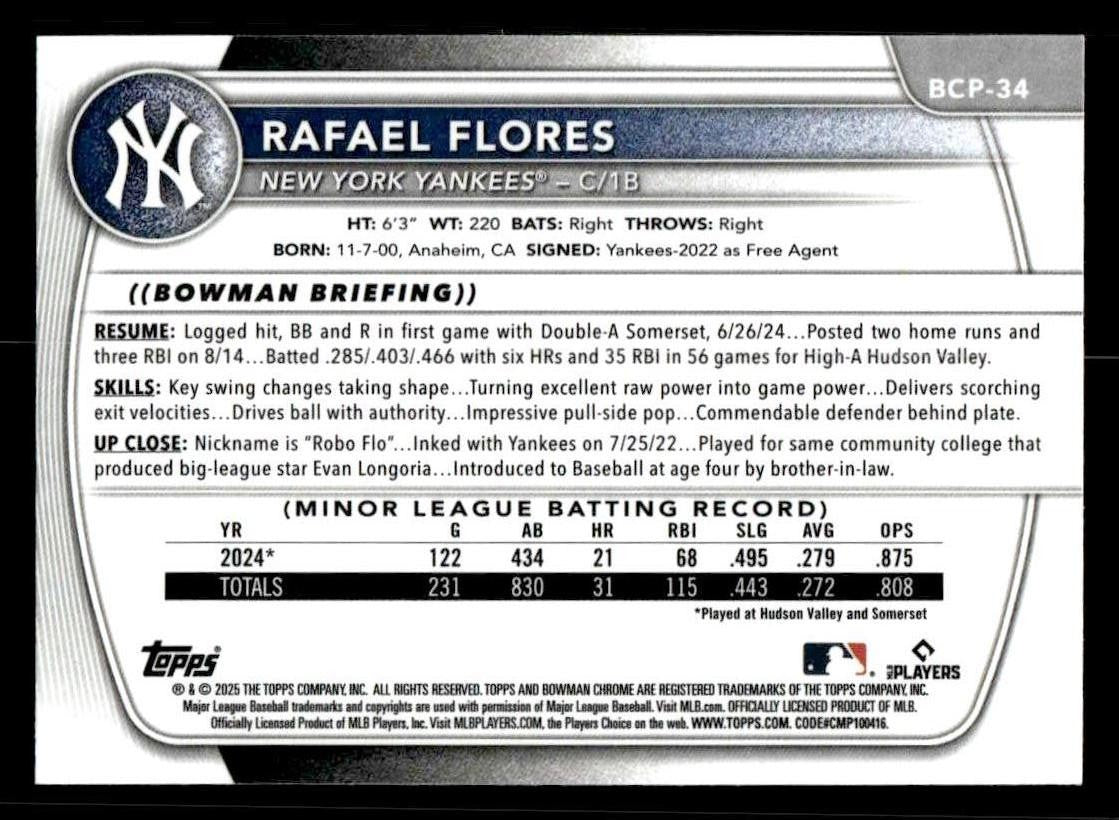 BCP-34
NY
RAFAEL FLORES
NEW YORK YANKEES® – C/1B
HT: 6'3" WT: 220 BATS: Right THROWS: Right
BORN: 11-7-00, Anaheim, CA SIGNED: Yankees-2022 as Free Agent
((BOWMAN BRIEFING))
RESUME: Logged hit, BB and R in first game with Double-A Somerset, 6/26/24...Posted two home runs and
three RBI on 8/14...Batted .285/.403/.466 with six HRs and 35 RBI in 56 games for High-A Hudson Valley.
SKILLS: Key swing changes taking shape...Turning excellent raw power into game power...Delivers scorching
exit velocities...Drives ball with authority...Impressive pull-side pop...Commendable defender behind plate.
UP CLOSE: Nickname is "Robo Flo"...Inked with Yankees on 7/25/22...Played for same community college that
produced big-league star Evan Longoria...Introduced to Baseball at age four by brother-in-law.
(MINOR LEAGUE BATTING RECORD)
YR G AB HR RBI SLG AVG OPS
2024* 122 434 21 68 .495 .279 .875
TOTALS 231 830 31 115 .443 .272 .808
*Played at Hudson Valley and Somerset
Topps®
MLB PLAYERS
® & © 2025 THE TOPPS COMPANY, INC. ALL RIGHTS RESERVED. TOPPS AND BOWMAN CHROME ARE REGISTERED TRADEMARKS OF THE TOPPS COMPANY, INC.
Major League Baseball trademarks and copyrights are used with permission of Major League Baseball. Visit MLB.com. OFFICIALLY LICENSED PRODUCT OF MLB.
Officially Licensed Product of MLB Players, Inc. Visit MLBPLAYERS.COM, the Players Choice on the web. WWW.TOPPS.COM. CODE#CMP100416.